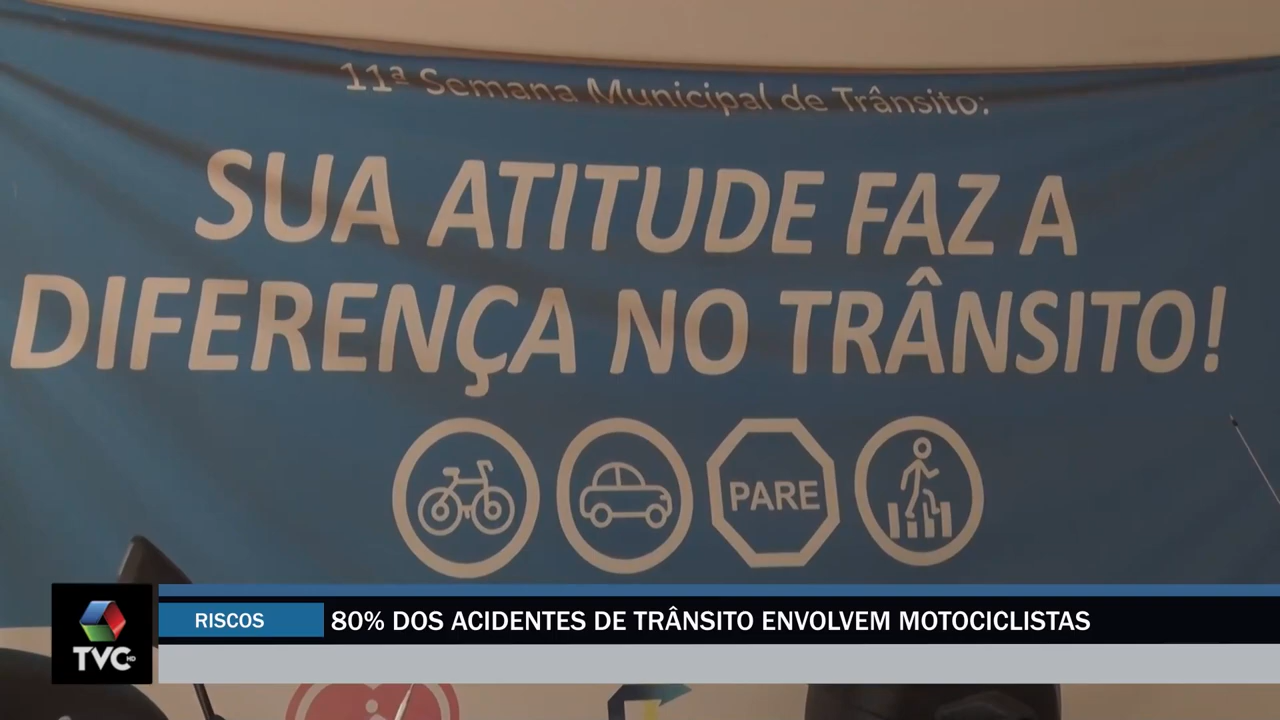 11ª Semana Municipal de Trânsito:
SUA ATITUDE FAZ A
DIFERENÇA NO TRÂNSITO!
PARE
RISCOS
80% DOS ACIDENTES DE TRÂNSITO ENVOLVEM MOTOCICLISTAS
TVC HD